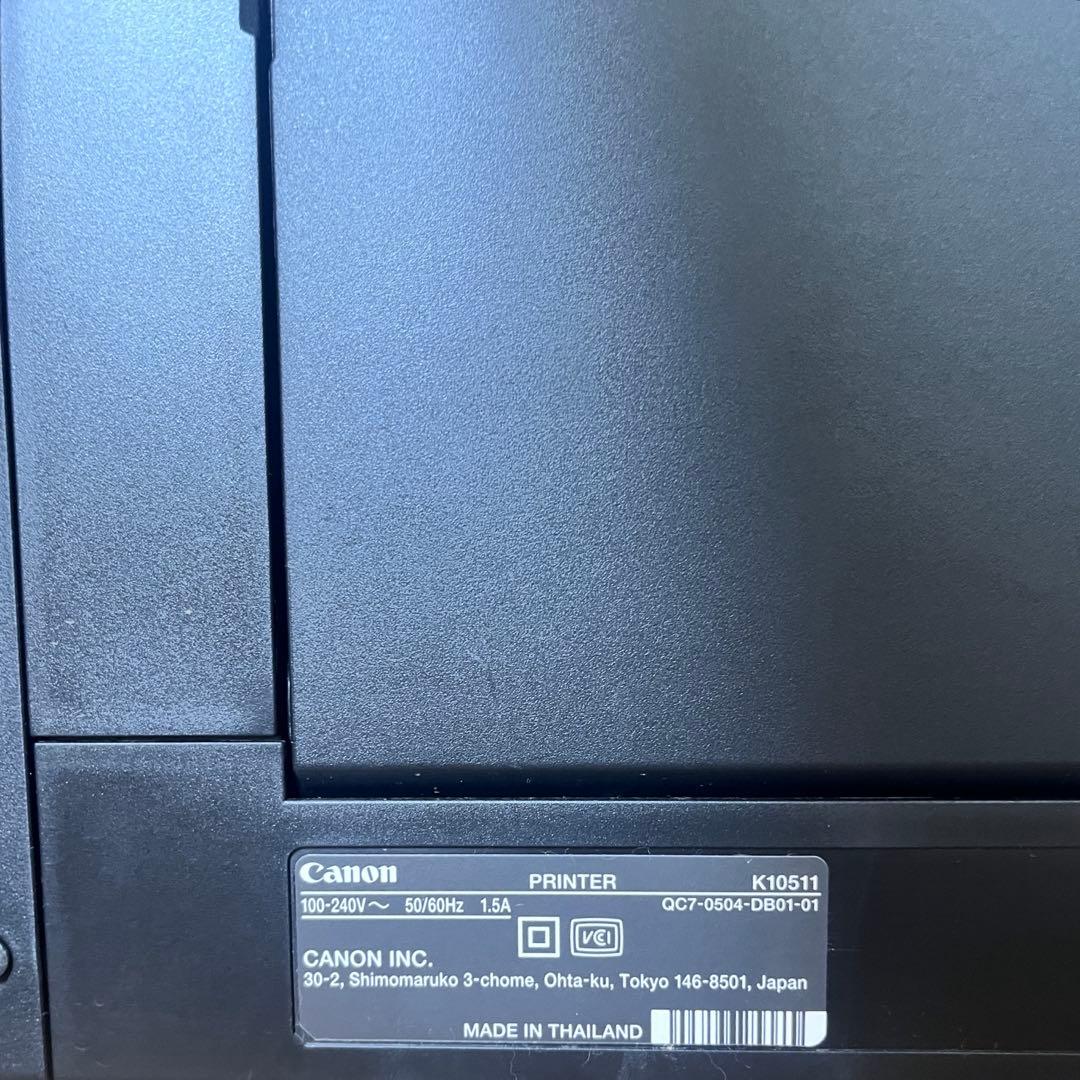 Canon PRINTER K10511
100-240V～ 50/60Hz 1.5A QC7-0504-DB01-01
VCI
CANON INC.
30-2, Shimomaruko 3-chome, Ohta-ku, Tokyo 146-8501, Japan
MADE IN THAILAND